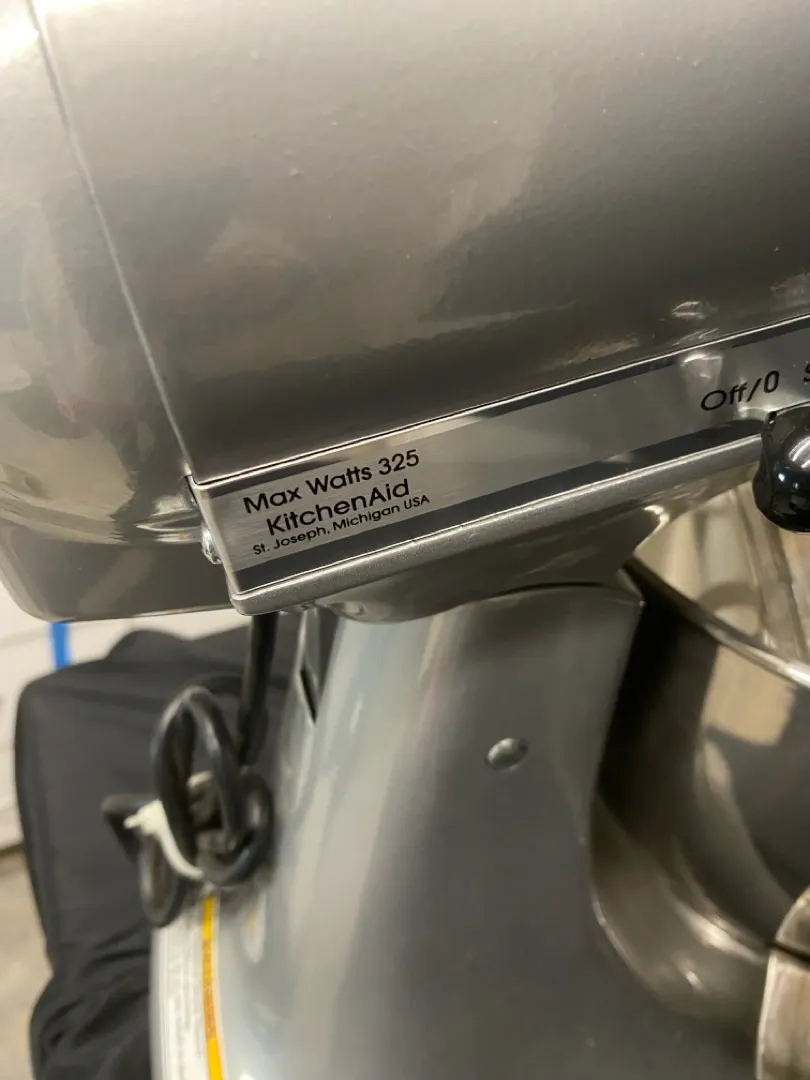 Off/0
Max Watts 325
KitchenAid
St. Joseph, Michigan USA